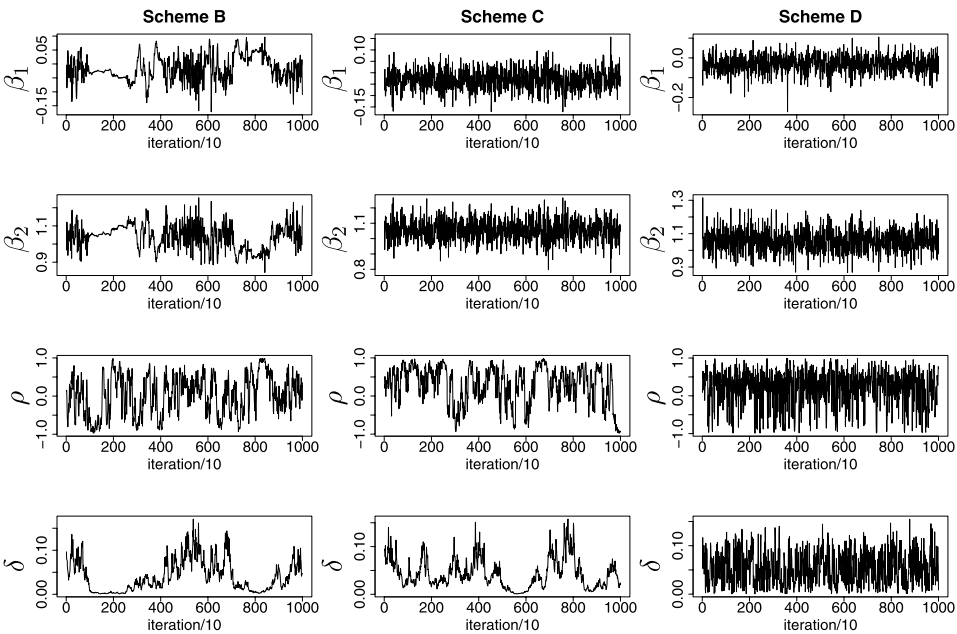 Scheme B Scheme C Scheme D
β1 0.05 −0.15 0 200 400 600 800 1000 iteration/10
β1 0.10 −0.15 0 200 400 600 800 1000 iteration/10
β1 0.0 −0.2 0 200 400 600 800 1000 iteration/10
β2 1.1 0.9 0 200 400 600 800 1000 iteration/10
β2 1.1 0.8 0 200 400 600 800 1000 iteration/10
β2 1.3 1.1 0.9 0 200 400 600 800 1000 iteration/10
ρ 1.0 0.0 −1.0 0 200 400 600 800 1000 iteration/10
ρ 1.0 0.0 −1.0 0 200 400 600 800 1000 iteration/10
ρ 1.0 0.0 −1.0 0 200 400 600 800 1000 iteration/10
δ 0.10 0.00 0 200 400 600 800 1000 iteration/10
δ 0.10 0.00 0 200 400 600 800 1000 iteration/10
δ 0.10 0.00 0 200 400 600 800 1000 iteration/10